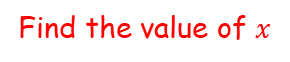 Find the value of x